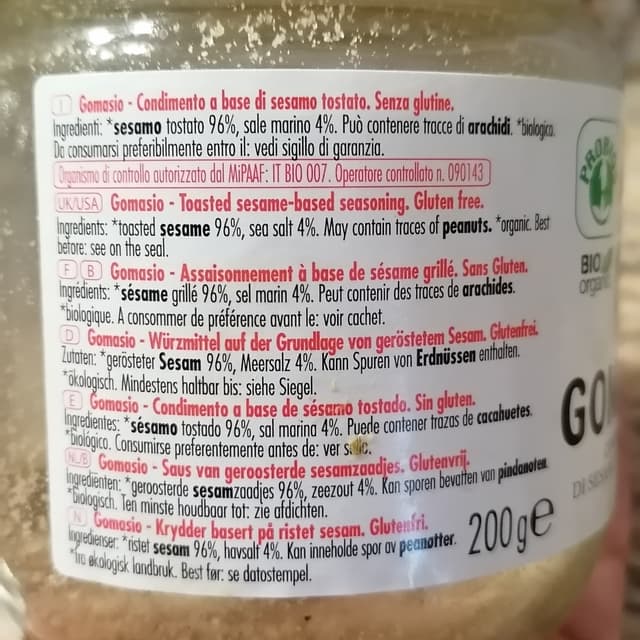 I Gomasio - Condimento a base di sesamo tostato. Senza glutine.
Ingredienti: *sesamo tostato 96%, sale marino 4%. Può contenere tracce di arachidi. *biologico.
Da consumarsi preferibilmente entro il: vedi sigillo di garanzia.
Organismo di controllo autorizzato dal MiPAAF: IT BIO 007. Operatore controllato n. 090143
UK/USA Gomasio - Toasted sesame-based seasoning. Gluten free.
Ingredients: *toasted sesame 96%, sea salt 4%. May contain traces of peanuts. *organic. Best
before: see on the seal.
F B Gomasio - Assaisonnement à base de sésame grillé. Sans Gluten.
Ingrédients: *sésame grillé 96%, sel marin 4%. Peut contenir des traces de arachides.
*biologique. A consommer de préférence avant le: voir cachet.
D Gomasio - Würzmittel auf der Grundlage von geröstetem Sesam. Glutenfrei.
Zutaten: *gerösteter Sesam 96%, Meersalz 4%. Kann Spuren von Erdnüssen enthalten.
*ökologisch. Mindestens haltbar bis: siehe Siegel.
E Gomasio - Condimento a base de sésamo tostado. Sin gluten.
Ingredientes: *sésamo tostado 96%, sal marina 4%. Puede contener trazas de cacahuetes.
*biológico. Consumirse preferentemente antes de: ver
NL/B Gomasio - Saus van geroosterde sesamzaadjes. Glutenvrij.
Ingrediënten: *geroosterde sesamzaadjes 96%, zeezout 4%. Kan sporen bevatten van pindanoten.
*biologisch. Ten minste houdbaar tot: zie afdichten.
N Gomasio - Krydder basert på ristet sesam. Glutenfri.
Ingredienser: *ristet sesam 96%, havsalt 4%. Kan inneholde spor av peanøtter.
*fra økologisk landbruk. Best før: se datostempel.
200g e
PROB
BIO
organic
GO